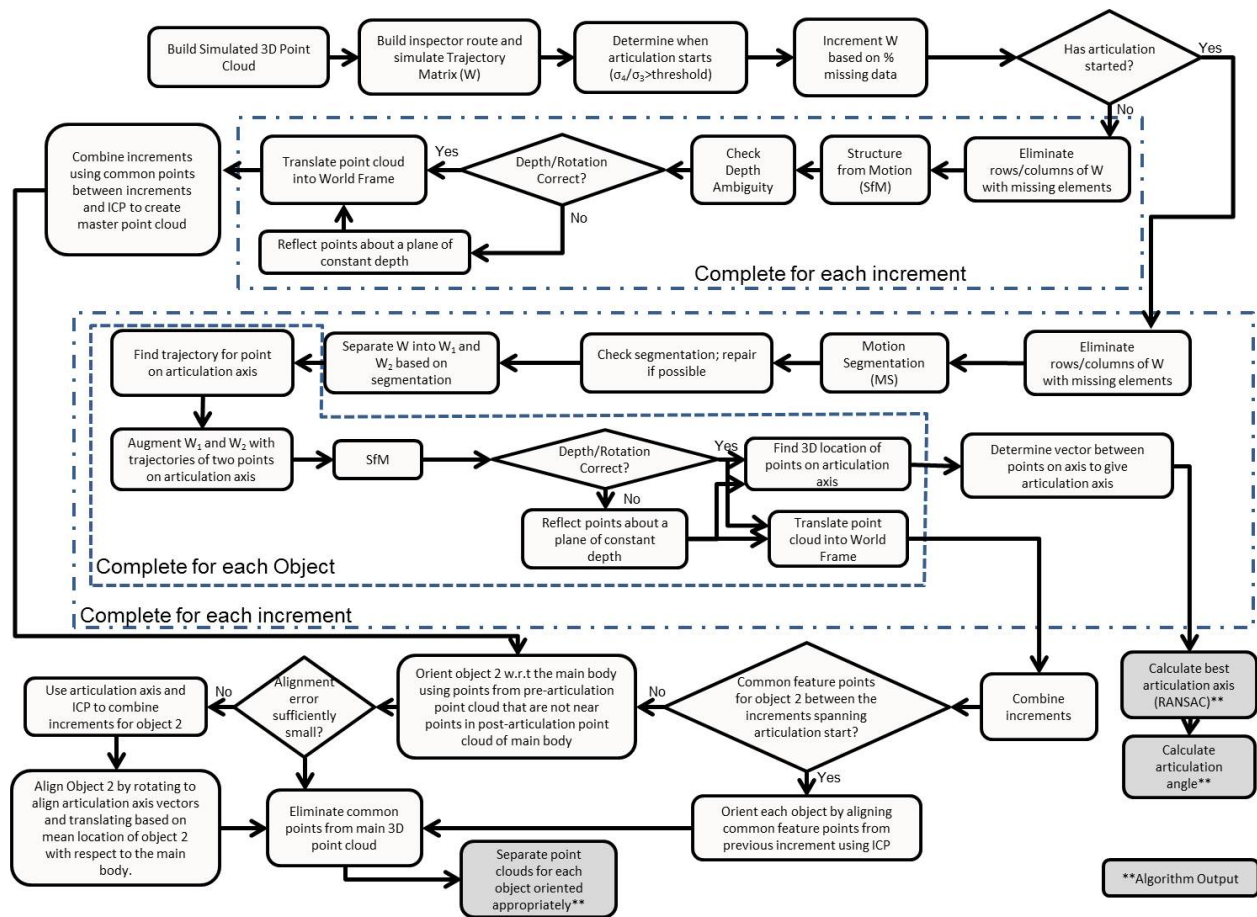 Build Simulated 3D Point
Cloud
Build inspector route and
simulate Trajectory
Matrix (W)
Determine when
articulation starts
(σ₄/σ₃>threshold)
Increment W
based on %
missing data
Has articulation
started?
Yes
No
Combine increments
using common points
between increments
and ICP to create
master point cloud
Translate point cloud
into World Frame
Yes
Depth/Rotation
Correct?
No
Check
Depth
Ambiguity
Structure
from Motion
(SfM)
Eliminate
rows/columns of W
with missing elements
Reflect points about a plane of
constant depth
Complete for each increment
Find trajectory for point
on articulation axis
Separate W into W₁ and
W₂ based on
segmentation
Check segmentation; repair
if possible
Motion
Segmentation
(MS)
Eliminate
rows/columns of W
with missing elements
Augment W₁ and W₂ with
trajectories of two points
on articulation axis
SfM
Depth/Rotation
Correct?
Yes
No
Find 3D location of
points on articulation
axis
Determine vector between
points on axis to give
articulation axis
Reflect points about a
plane of constant
depth
Translate point
cloud into World
Frame
Complete for each Object
Complete for each increment
Use articulation axis and
ICP to combine
increments for object 2
No
Alignment
error
sufficiently
small?
Orient object 2 w.r.t the main body
using points from pre-articulation
point cloud that are not near
points in post-articulation point
cloud of main body
No
Common feature points
for object 2 between the
increments spanning
articulation start?
Yes
Combine
increments
Calculate best
articulation axis
(RANSAC)**
Calculate
articulation
angle**
Align Object 2 by rotating to
align articulation axis vectors
and translating based on
mean location of object 2
with respect to the main
body.
Eliminate common
points from main 3D
point cloud
Orient each object by aligning
common feature points from
previous increment using ICP
Separate point
clouds for each
object oriented
appropriately**
**Algorithm Output